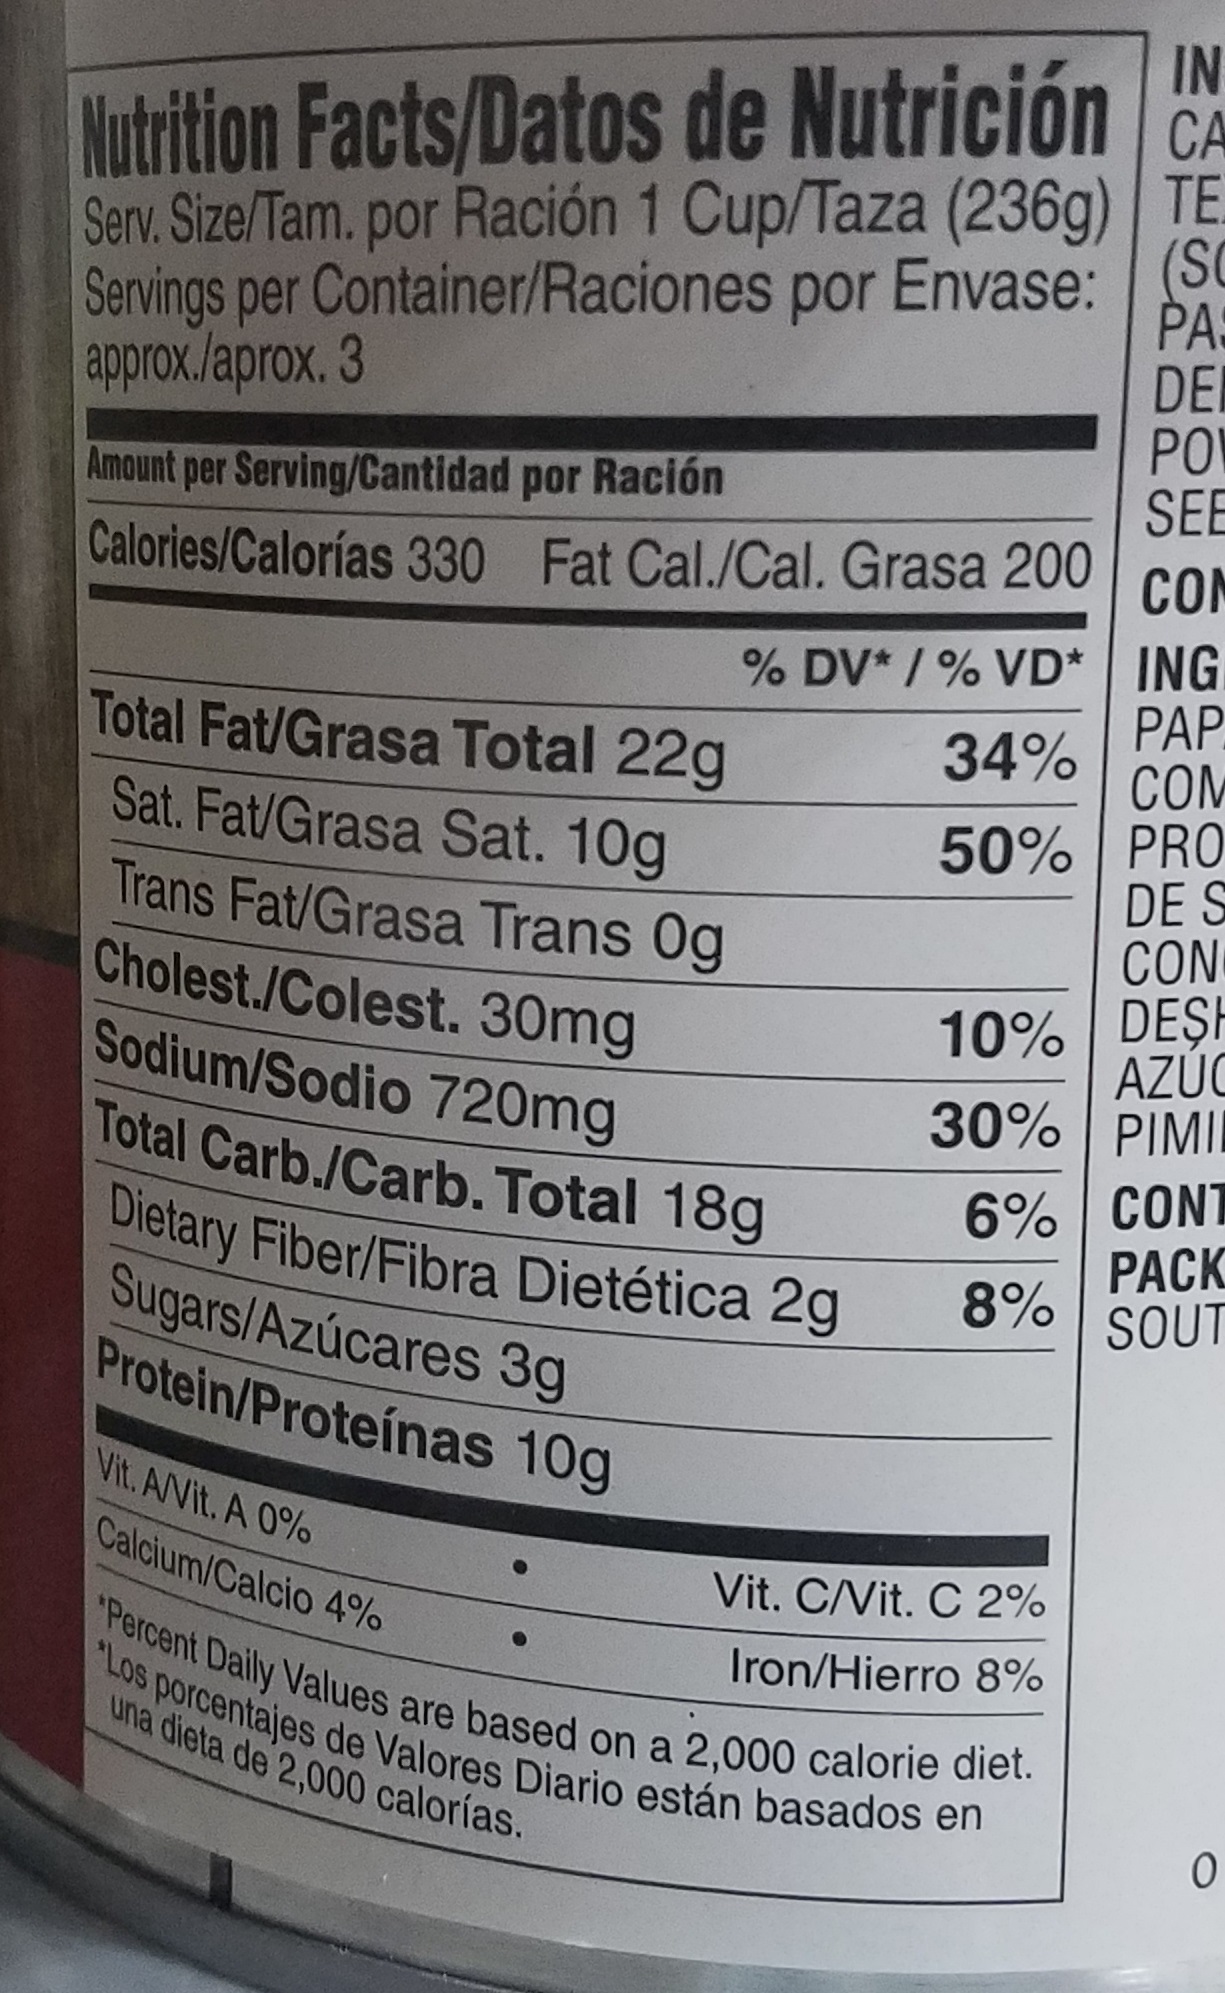 Nutrition Facts/Datos de Nutrición
Serv. Size/Tam. por Ración 1 Cup/Taza (236g)
Servings per Container/Raciones por Envase:
approx./aprox. 3
Amount per Serving/Cantidad por Ración
Calories/Calorías 330 Fat Cal./Cal. Grasa 200
% DV* / % VD*
Total Fat/Grasa Total 22g 34%
Sat. Fat/Grasa Sat. 10g 50%
Trans Fat/Grasa Trans 0g
Cholest./Colest. 30mg 10%
Sodium/Sodio 720mg 30%
Total Carb./Carb. Total 18g 6%
Dietary Fiber/Fibra Dietética 2g 8%
Sugars/Azúcares 3g
Protein/Proteínas 10g
Vit. A/Vit. A 0% • Vit. C/Vit. C 2%
Calcium/Calcio 4% • Iron/Hierro 8%
*Percent Daily Values are based on a 2,000 calorie diet.
*Los porcentajes de Valores Diario están basados en
una dieta de 2,000 calorías.